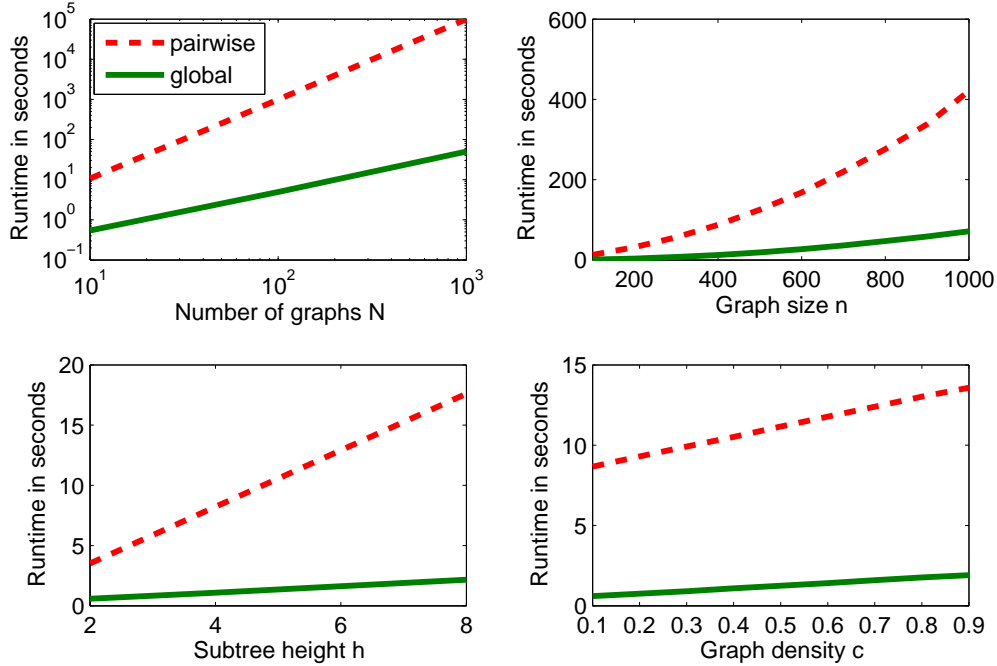 pairwise
global
Runtime in seconds
10^5
10^4
10^3
10^2
10^1
10^0
10^−1
10^1
10^2
10^3
Number of graphs N
Runtime in seconds
600
400
200
0
200
400
600
800
1000
Graph size n
Runtime in seconds
20
15
10
5
0
2
4
6
8
Subtree height h
Runtime in seconds
15
10
5
0
0.1 0.2 0.3 0.4 0.5 0.6 0.7 0.8 0.9
Graph density c